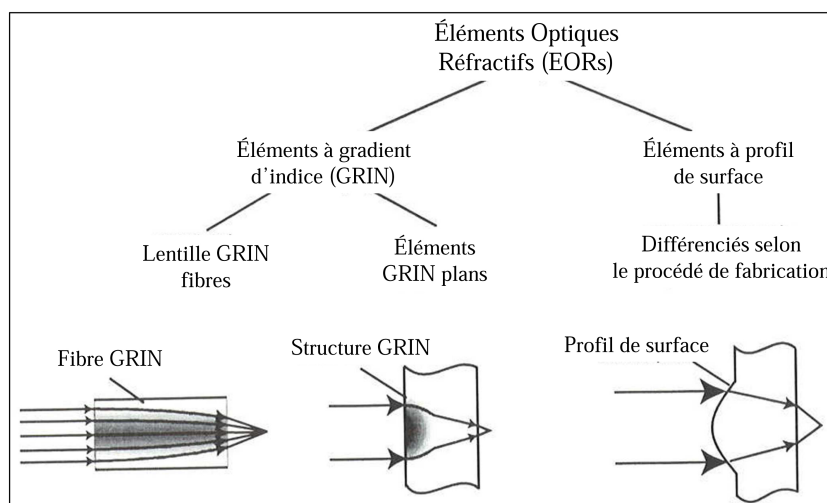 Éléments Optiques
Réfractifs (EORs)
Éléments à gradient
d'indice (GRIN)
Éléments à profil
de surface
Lentille GRIN
fibres
Éléments
GRIN plans
Différenciés selon
le procédé de fabrication
Fibre GRIN
Structure GRIN
Profil de surface